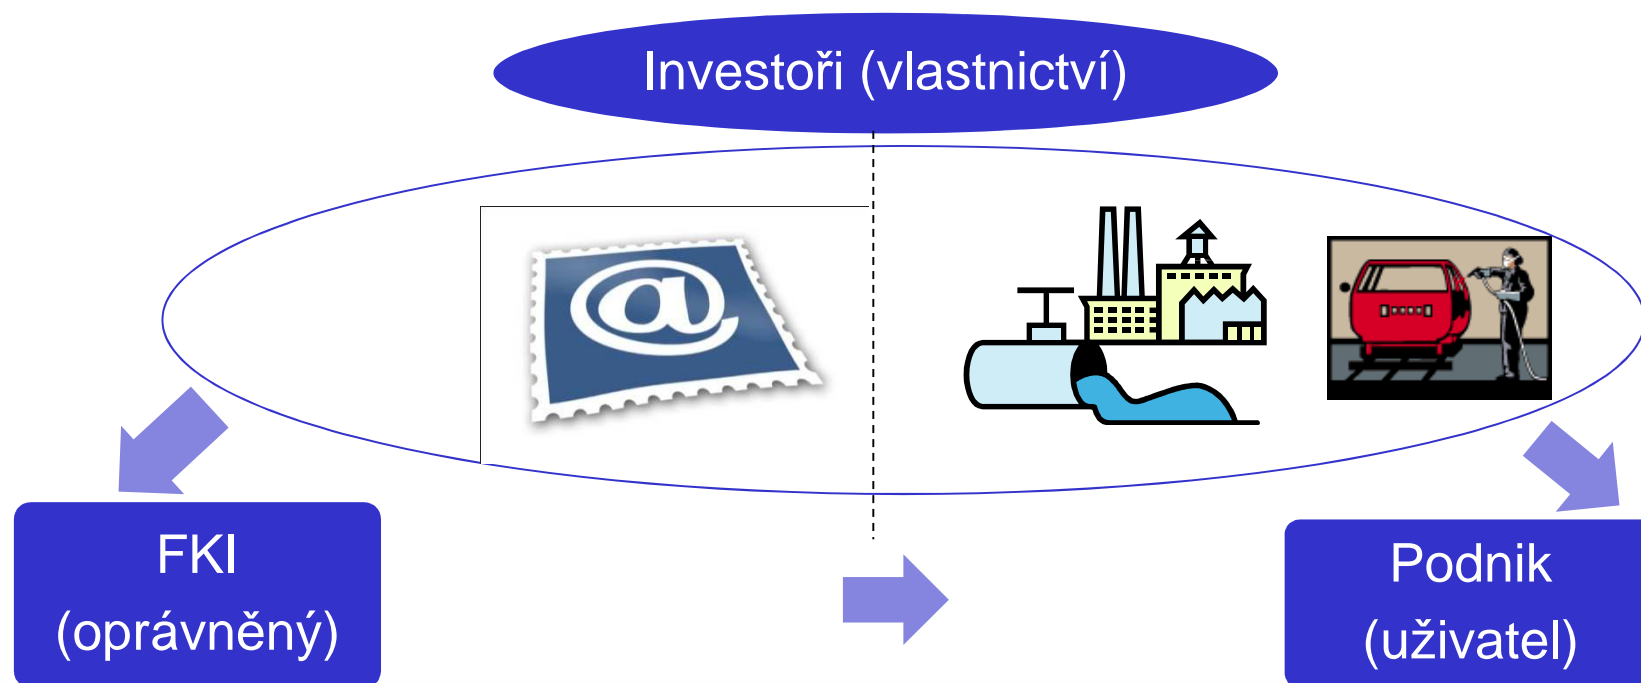 Investoři (vlastnictví)
@
FKI
(oprávněný)
Podnik
(uživatel)